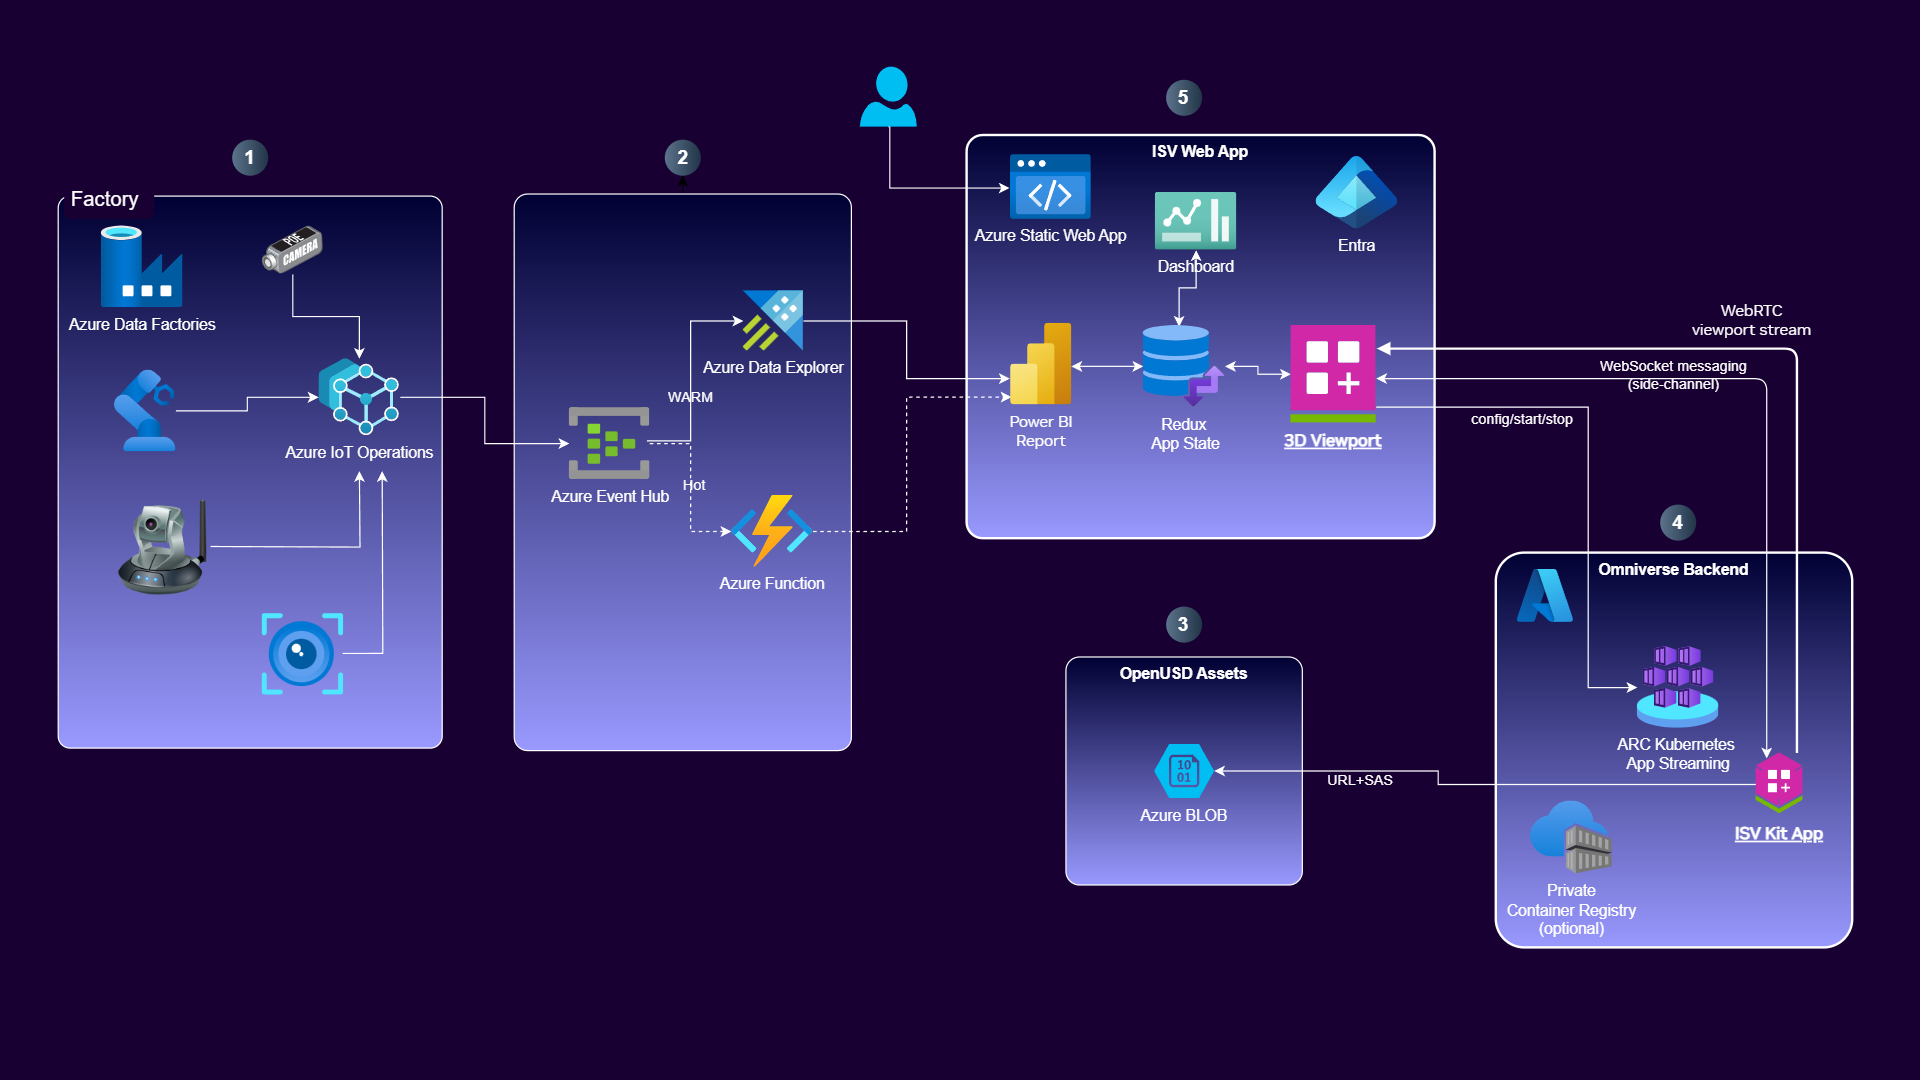 1
Factory
POE
CAMERA
Azure Data Factories
Azure IoT Operations
2
WARM
Azure Data Explorer
Azure Event Hub
Hot
Azure Function
5
ISV Web App
Azure Static Web App
Dashboard
Entra
Power BI
Report
Redux
App State
3D Viewport
WebRTC
viewport stream
WebSocket messaging
(side-channel)
config/start/stop
3
OpenUSD Assets
10
01
Azure BLOB
URL+SAS
4
Omniverse Backend
ARC Kubernetes
App Streaming
ISV Kit App
Private
Container Registry
(optional)